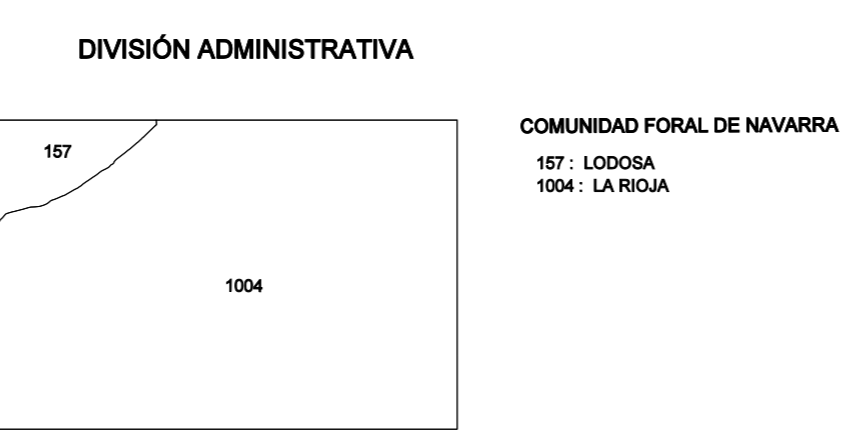 DIVISIÓN ADMINISTRATIVA
157
1004
COMUNIDAD FORAL DE NAVARRA
157 : LODOSA
1004 : LA RIOJA